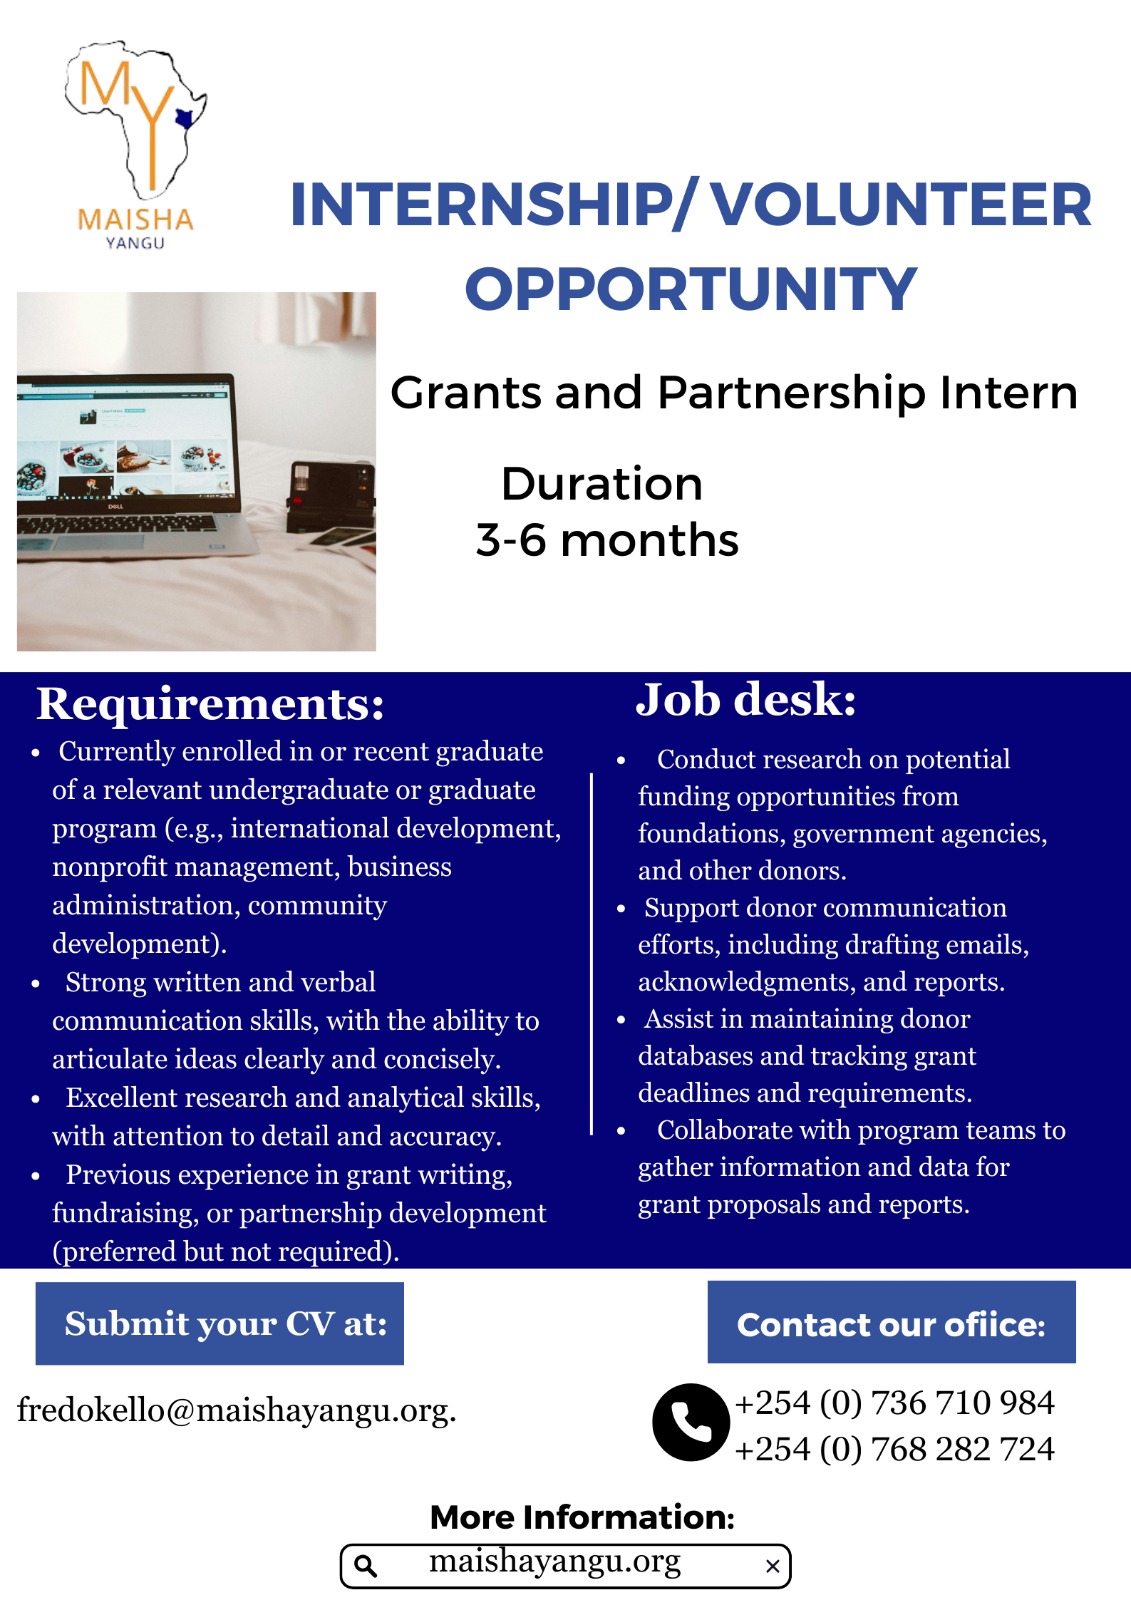 MY
MAISHA
YANGU
INTERNSHIP/ VOLUNTEER
OPPORTUNITY
Grants and Partnership Intern
Duration
3-6 months
DELL
Requirements:
• Currently enrolled in or recent graduate
of a relevant undergraduate or graduate
program (e.g., international development,
nonprofit management, business
administration, community
development).
• Strong written and verbal
communication skills, with the ability to
articulate ideas clearly and concisely.
• Excellent research and analytical skills,
with attention to detail and accuracy.
• Previous experience in grant writing,
fundraising, or partnership development
(preferred but not required).
Job desk:
• Conduct research on potential
funding opportunities from
foundations, government agencies,
and other donors.
• Support donor communication
efforts, including drafting emails,
acknowledgments, and reports.
• Assist in maintaining donor
databases and tracking grant
deadlines and requirements.
• Collaborate with program teams to
gather information and data for
grant proposals and reports.
Submit your CV at:
fredokello@maishayangu.org.
Contact our ofiice:
+254 (0) 736 710 984
+254 (0) 768 282 724
More Information:
maishayangu.org